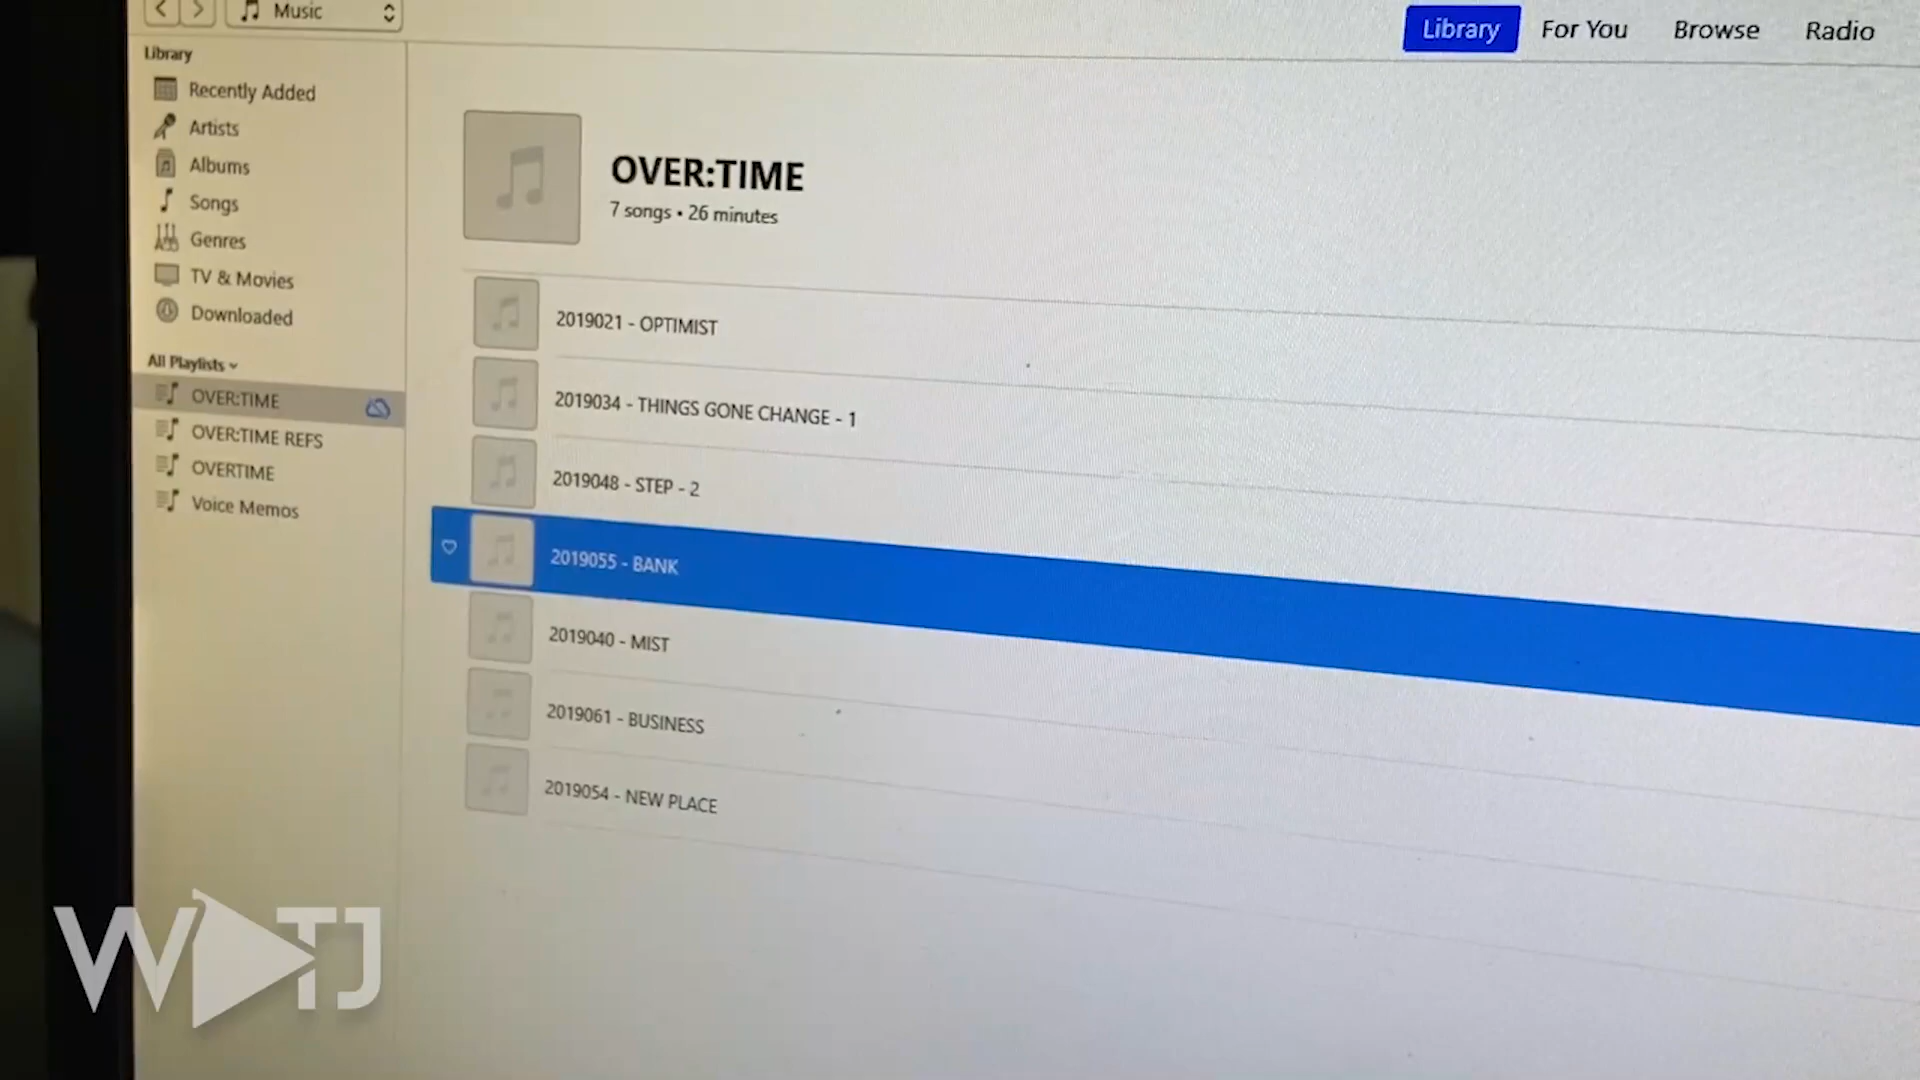 Music
Library
For You
Browse
Radio
Library
Recently Added
Artists
Albums
Songs
Genres
TV & Movies
Downloaded
All Playlists
OVER:TIME
OVER:TIME REFS
OVERTIME
Voice Memos
OVER:TIME
7 songs • 26 minutes
2019021 - OPTIMIST
2019034 - THINGS GONE CHANGE - 1
2019048 - STEP - 2
2019055 - BANK
2019040 - MIST
2019061 - BUSINESS
2019054 - NEW PLACE
WTJ